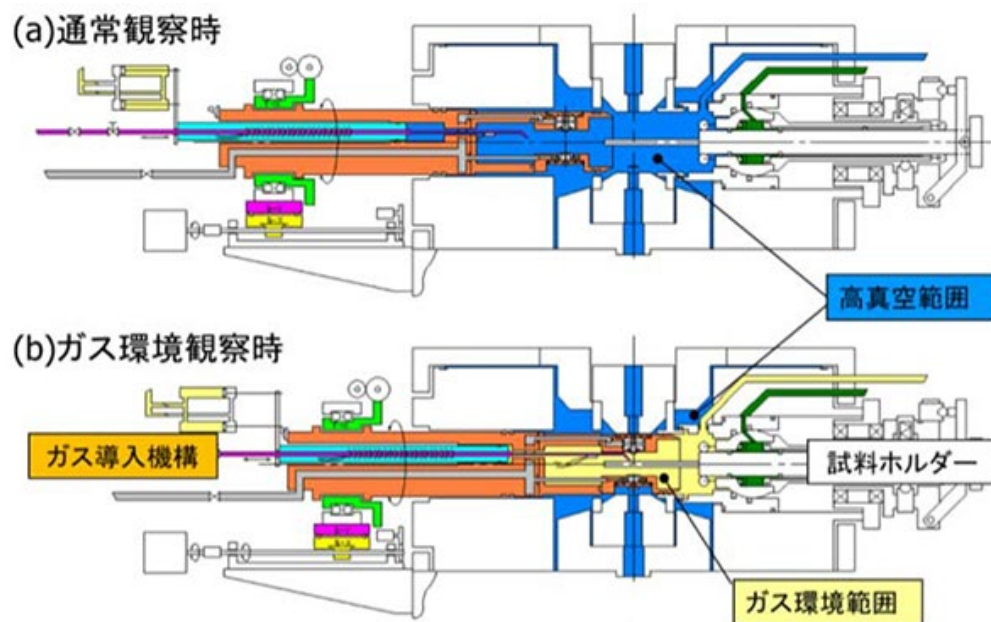 (a)通常観察時
高真空範囲
(b)ガス環境観察時
ガス導入機構
試料ホルダー
ガス環境範囲